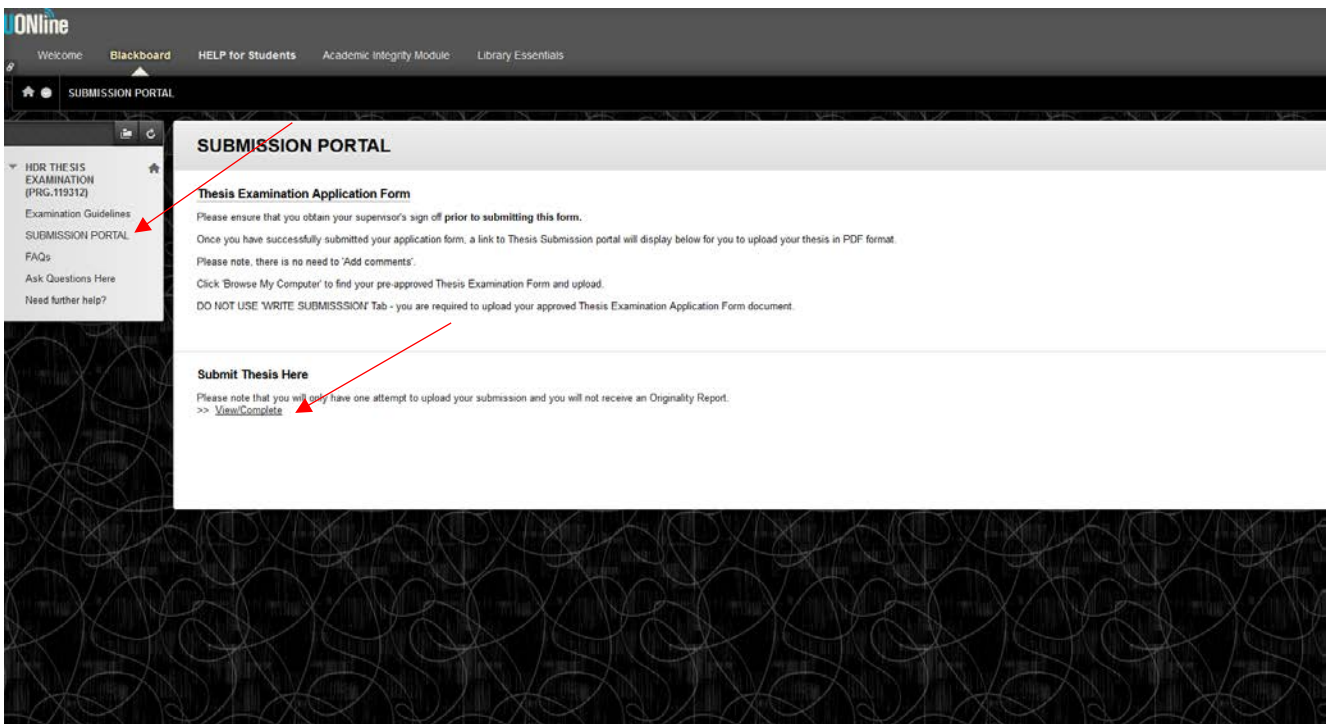 UONline
Welcome Blackboard HELP for Students Academic Integrity Module Library Essentials
SUBMISSION PORTAL
HDR THESIS
EXAMINATION
(PRG.119312)
Examination Guidelines
SUBMISSION PORTAL
FAQs
Ask Questions Here
Need further help?
SUBMISSION PORTAL
Thesis Examination Application Form
Please ensure that you obtain your supervisor's sign off prior to submitting this form.
Once you have successfully submitted your application form, a link to Thesis Submission portal will display below for you to upload your thesis in PDF format.
Please note, there is no need to 'Add comments'.
Click 'Browse My Computer' to find your pre-approved Thesis Examination Form and upload.
DO NOT USE 'WRITE SUBMISSSION' Tab - you are required to upload your approved Thesis Examination Application Form document.
Submit Thesis Here
Please note that you will only have one attempt to upload your submission and you will not receive an Originality Report.
>> View/Complete